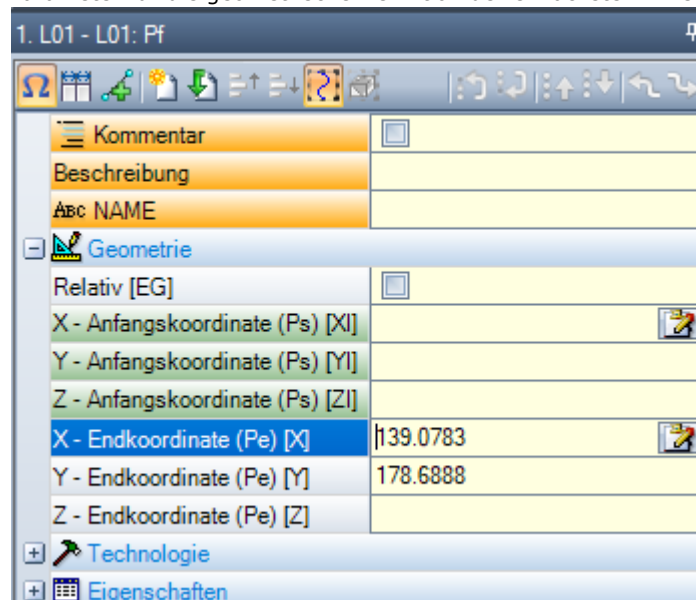 1. L01 - L01: Pf
Kommentar
Beschreibung
ABC NAME
Geometrie
Relativ [EG]
X - Anfangskoordinate (Ps) [XI]
Y - Anfangskoordinate (Ps) [YI]
Z - Anfangskoordinate (Ps) [ZI]
X - Endkoordinate (Pe) [X] 139.0783
Y - Endkoordinate (Pe) [Y] 178.6888
Z - Endkoordinate (Pe) [Z]
Technologie
Eigenschaften